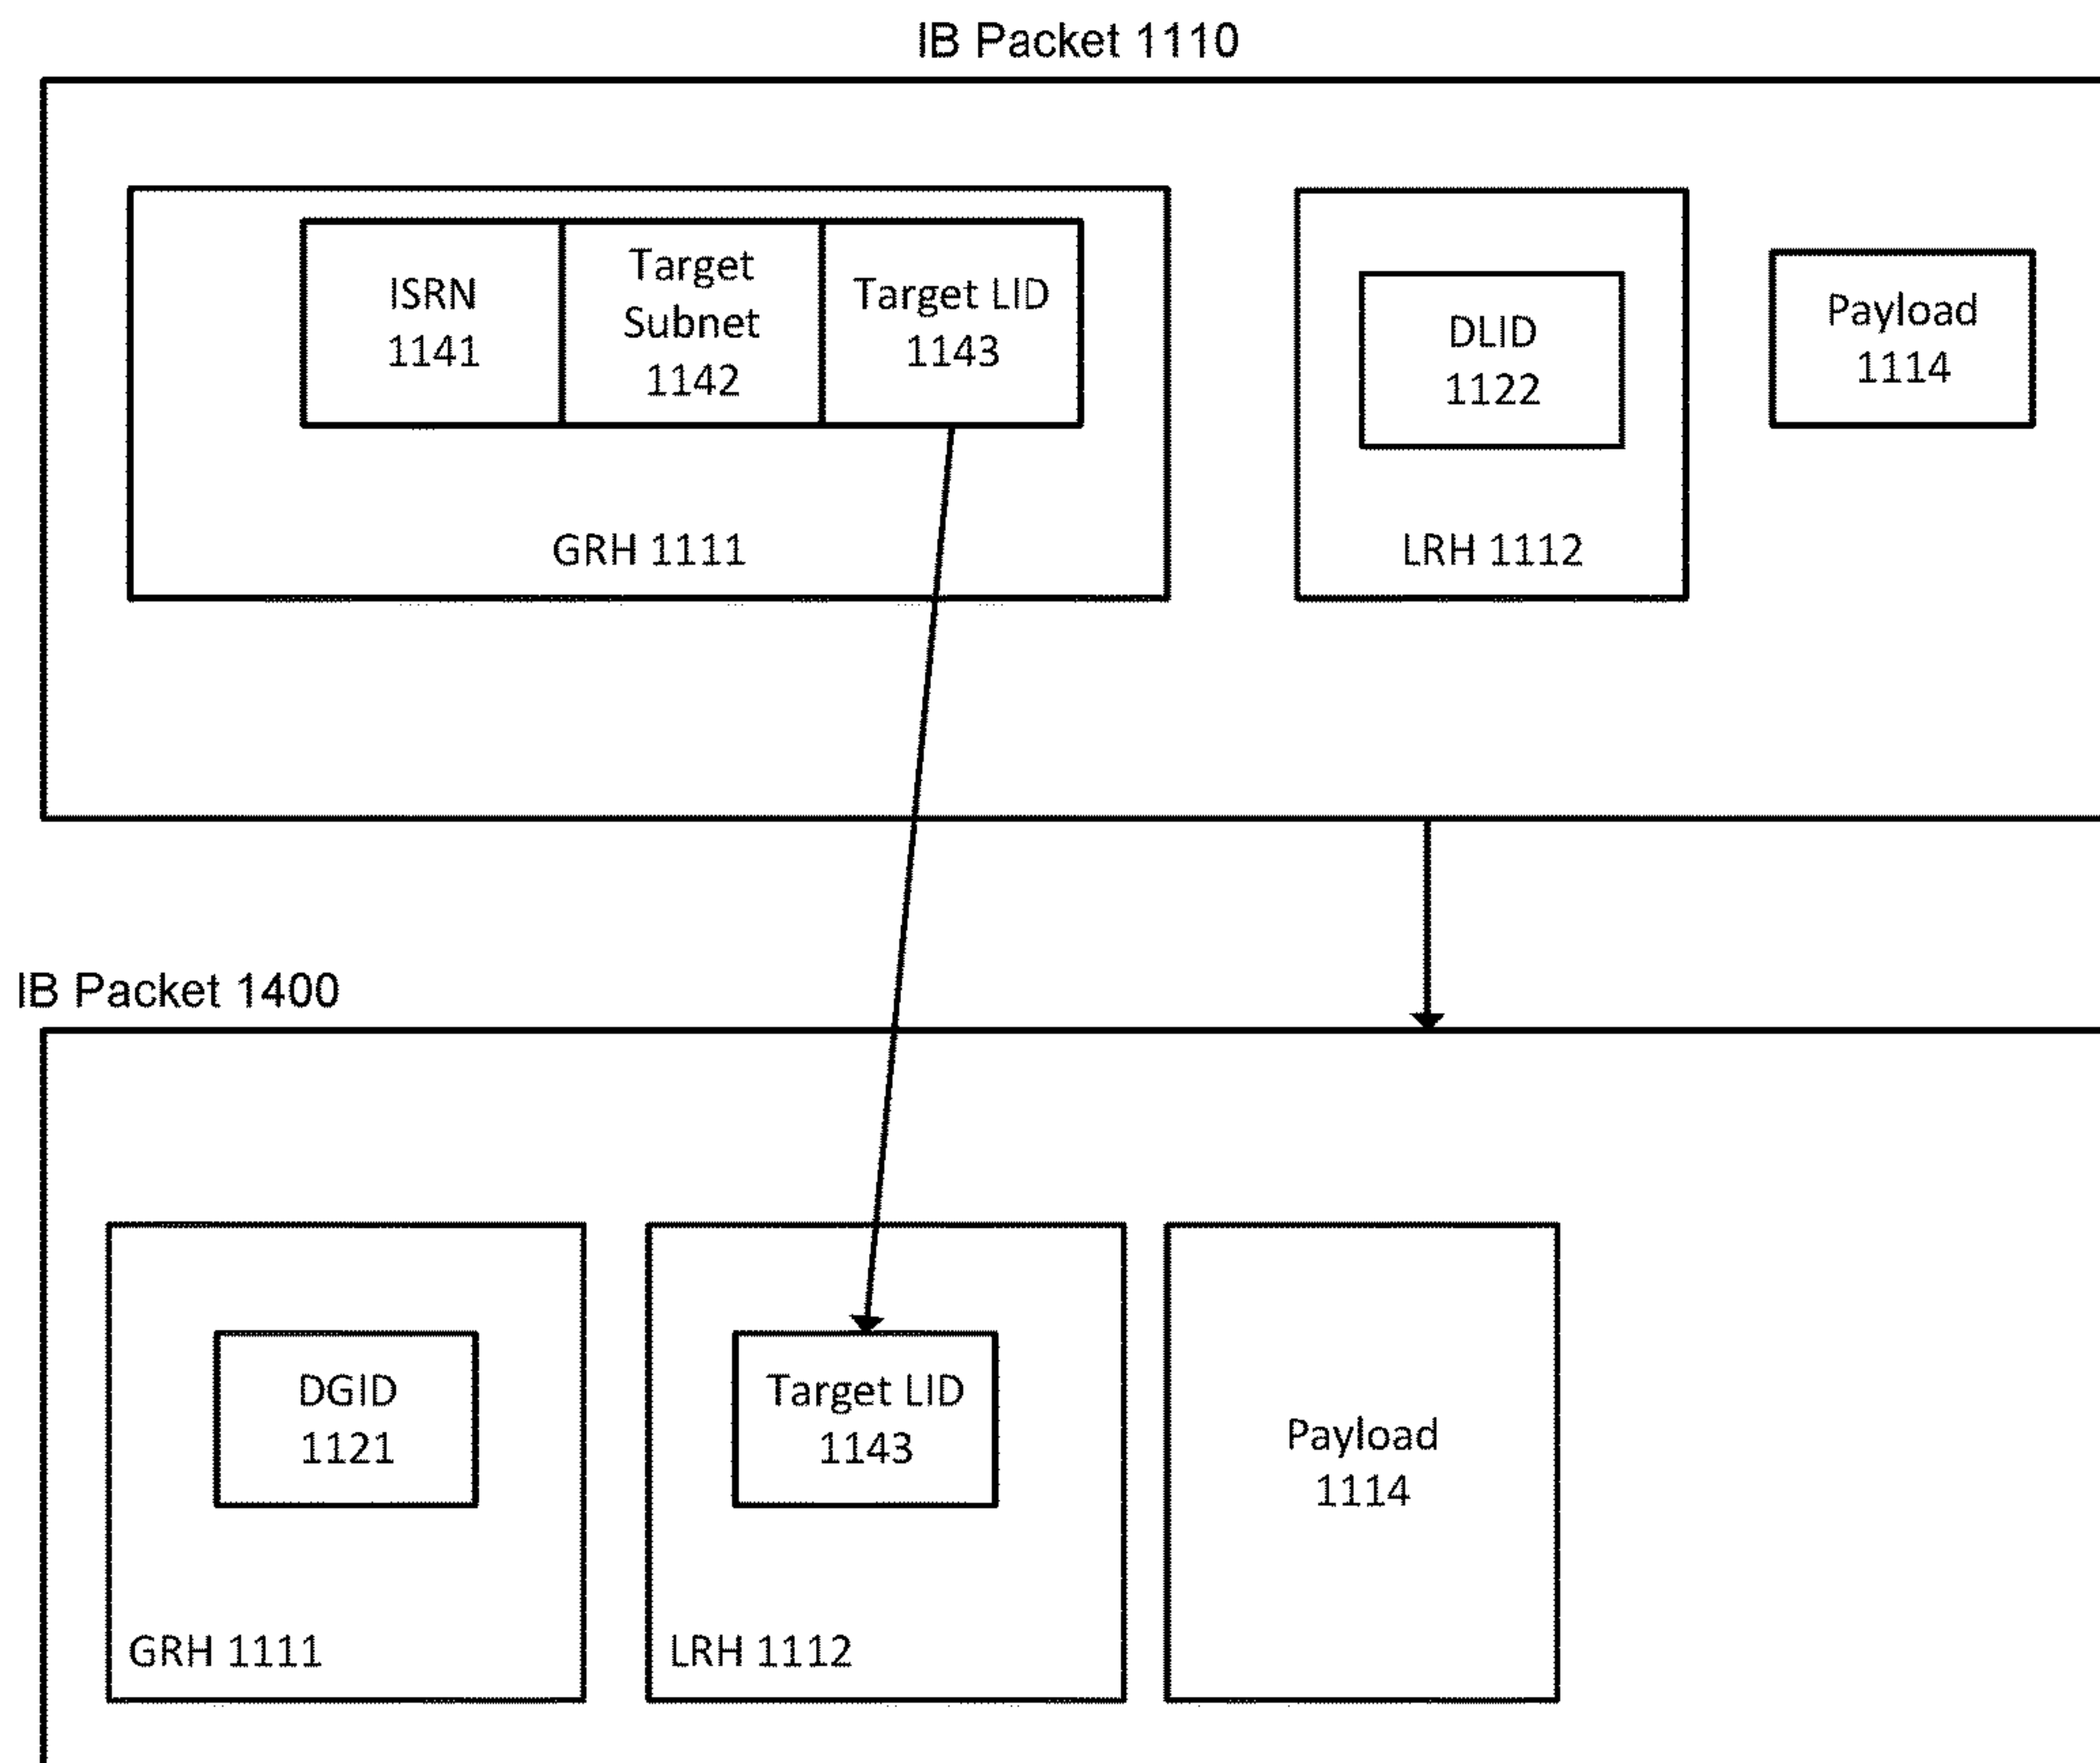 IB Packet 1110
ISRN
1141
Target
Subnet
1142
Target LID
1143
GRH 1111
DLID
1122
LRH 1112
Payload
1114
IB Packet 1400
DGID
1121
GRH 1111
Target LID
1143
LRH 1112
Payload
1114